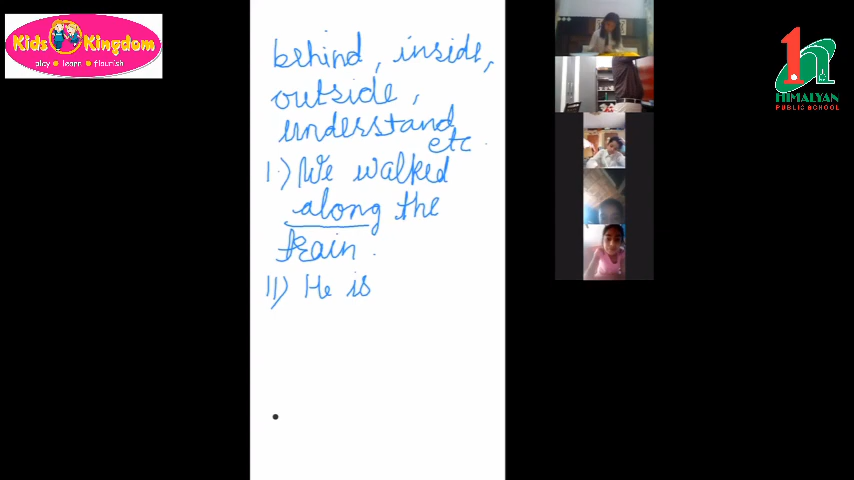 Kids Kingdom
play learn flourish
behind, inside,
outside,
understand
etc.
I.) We walked
along the
train.
II) He is
1h
HIMALYAN
PUBLIC SCHOOL